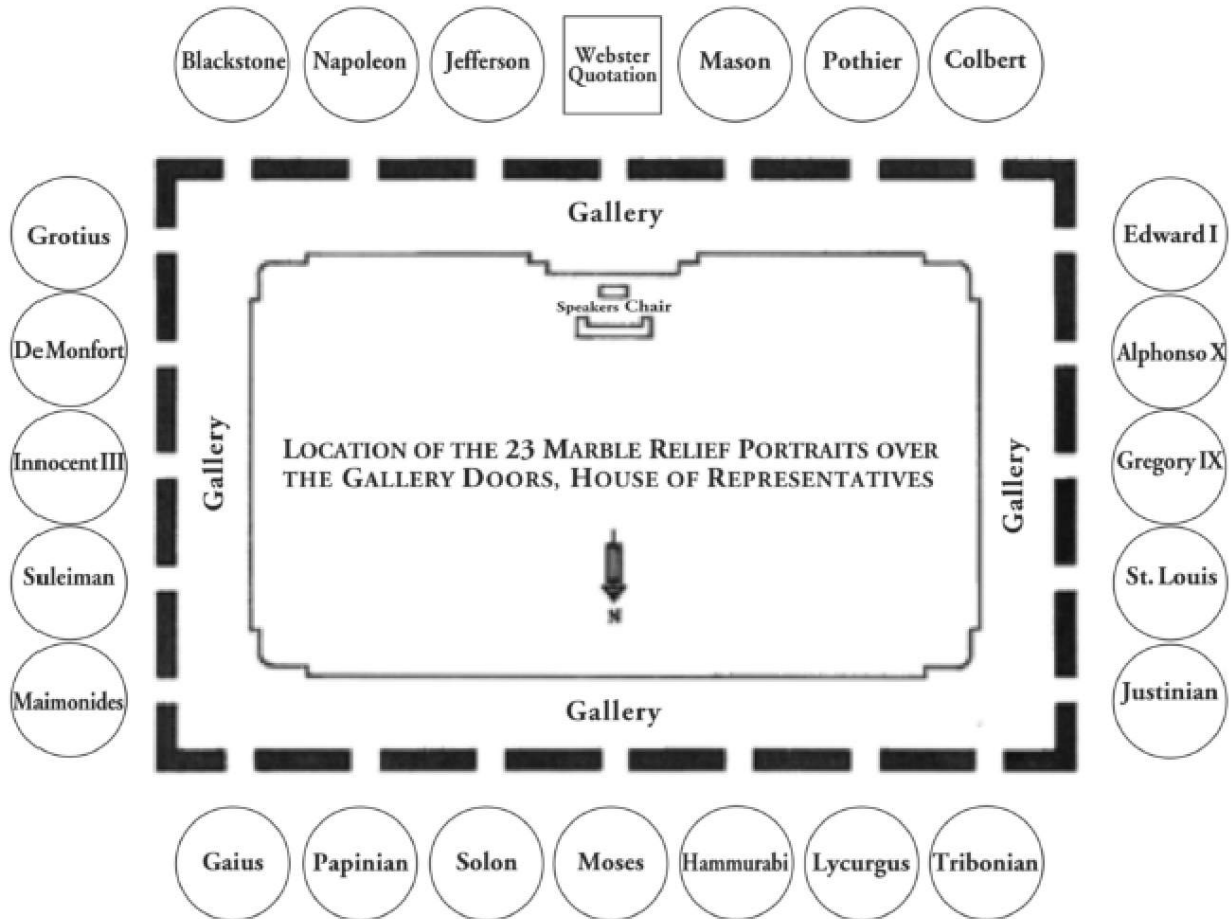 Blackstone
Napoleon
Jefferson
Webster
Quotation
Mason
Pothier
Colbert
Gallery
Grotius
Edward I
Speakers Chair
De Monfort
Alphonso X
LOCATION OF THE 23 MARBLE RELIEF PORTRAITS OVER
THE GALLERY DOORS, HOUSE OF REPRESENTATIVES
Gallery
Gallery
Innocent III
Gregory IX
Suleiman
St. Louis
N
Maimonides
Justinian
Gallery
Gaius
Papinian
Solon
Moses
Hammurabi
Lycurgus
Tribonian